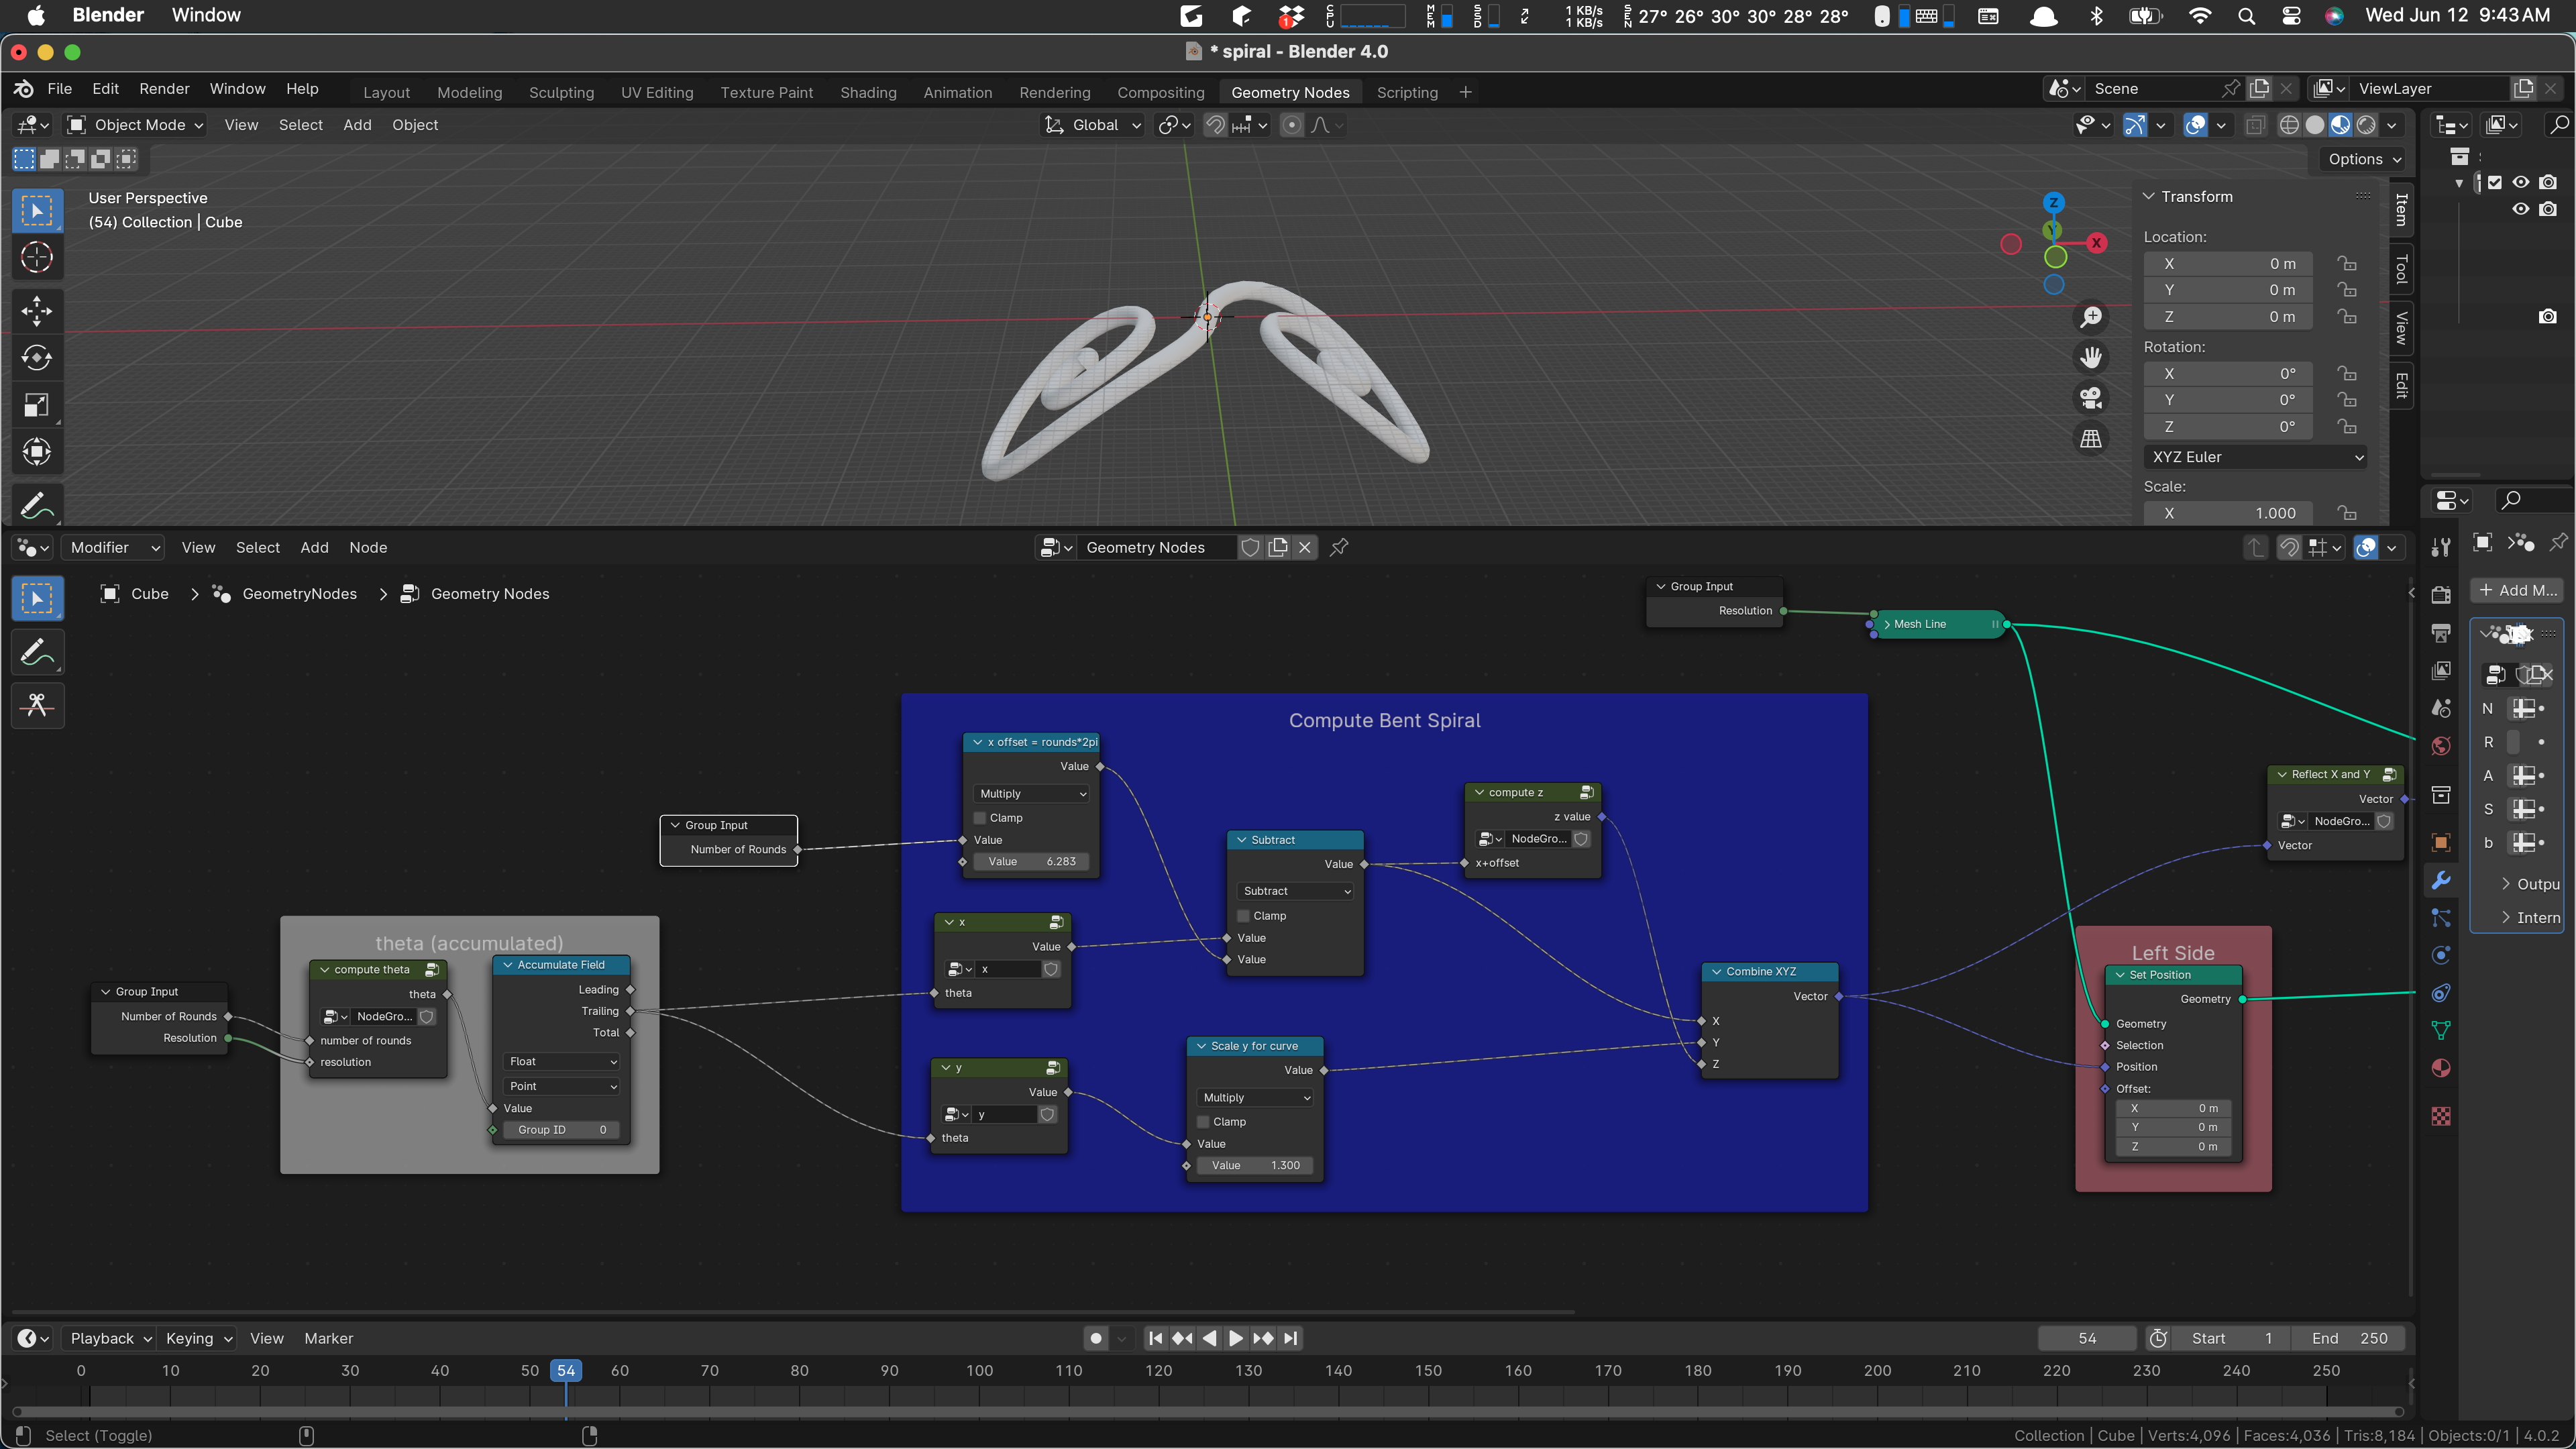 Blender Window
CPU MEM SSD 1 KB/s 1 KB/s SEN 27° 26° 30° 30° 28° 28° Wed Jun 12 9:43 AM
1
* spiral - Blender 4.0
File Edit Render Window Help Layout Modeling Sculpting UV Editing Texture Paint Shading Animation Rendering Compositing Geometry Nodes Scripting + Scene ViewLayer
Object Mode View Select Add Object Global
Options
User Perspective
(54) Collection | Cube
Z
Y
X
Transform
Location:
X 0 m
Y 0 m
Z 0 m
Rotation:
X 0°
Y 0°
Z 0°
XYZ Euler
Scale:
X 1.000
Item
Tool
View
Edit
Modifier View Select Add Node Geometry Nodes
Cube > GeometryNodes > Geometry Nodes
+ Add M...
N
R
A
S
b
Outpu
Intern
Group Input
Resolution
Mesh Line
Compute Bent Spiral
x offset = rounds*2pi
Value
Multiply
Clamp
Value
Value 6.283
Group Input
Number of Rounds
compute z
z value
NodeGro...
x+offset
Subtract
Value
Subtract
Clamp
Value
Value
x
Value
x
theta
y
Value
y
theta
Scale y for curve
Value
Multiply
Clamp
Value
Value 1.300
Combine XYZ
Vector
X
Y
Z
Reflect X and Y
Vector
NodeGro...
Vector
Left Side
Set Position
Geometry
Geometry
Selection
Position
Offset:
X 0 m
Y 0 m
Z 0 m
theta (accumulated)
Group Input
Number of Rounds
Resolution
compute theta
theta
NodeGro...
number of rounds
resolution
Accumulate Field
Leading
Trailing
Total
Float
Point
Value
Group ID 0
Playback Keying View Marker 54 Start 1 End 250
0 10 20 30 40 50 54 60 70 80 90 100 110 120 130 140 150 160 170 180 190 200 210 220 230 240 250
Select (Toggle) Collection | Cube | Verts:4,096 | Faces:4,036 | Tris:8,184 | Objects:0/1 | 4.0.2